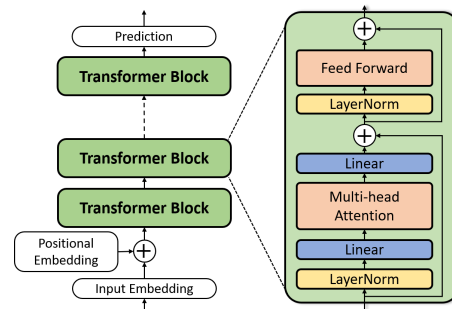 Prediction
Transformer Block
Transformer Block
Transformer Block
Positional
Embedding
Input Embedding
Feed Forward
LayerNorm
Linear
Multi-head
Attention
Linear
LayerNorm